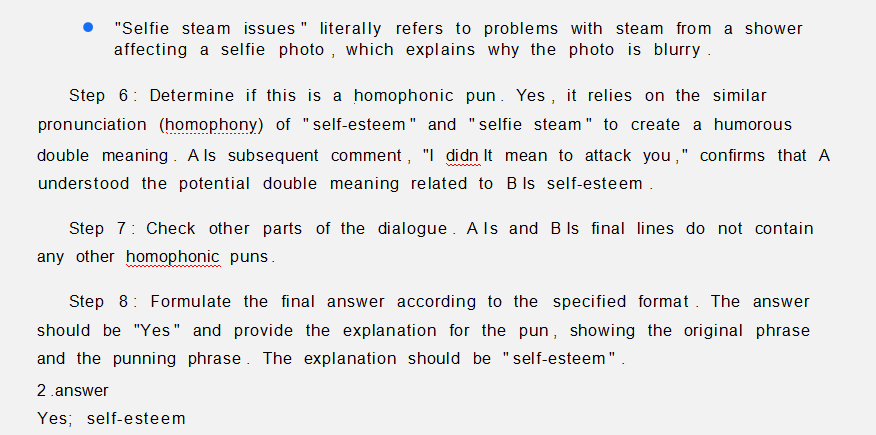 "Selfie steam issues" literally refers to problems with steam from a shower
affecting a selfie photo, which explains why the photo is blurry.
Step 6: Determine if this is a homophonic pun. Yes, it relies on the similar
pronunciation (homophony) of "self-esteem" and "selfie steam" to create a humorous
double meaning. A Is subsequent comment, "I didn It mean to attack you," confirms that A
understood the potential double meaning related to B Is self-esteem.
Step 7: Check other parts of the dialogue. A Is and B Is final lines do not contain
any other homophonic puns.
Step 8: Formulate the final answer according to the specified format. The answer
should be "Yes" and provide the explanation for the pun, showing the original phrase
and the punning phrase. The explanation should be "self-esteem".
2.answer
Yes; self-esteem